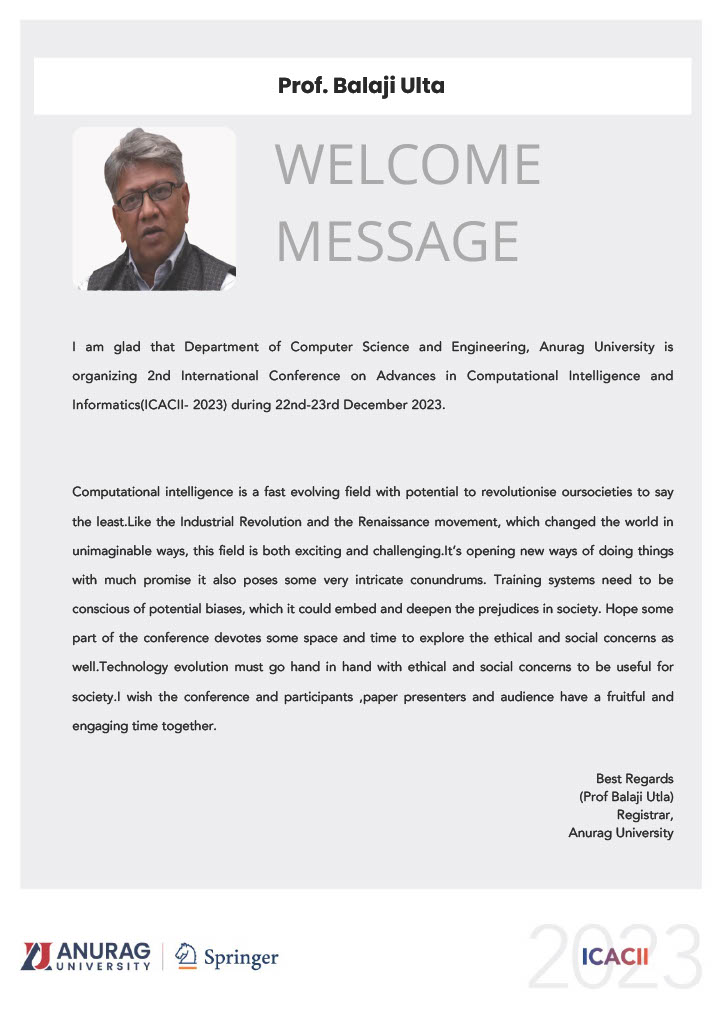 Prof. Balaji Ulta
WELCOME
MESSAGE
I am glad that Department of Computer Science and Engineering, Anurag University is
organizing 2nd International Conference on Advances in Computational Intelligence and
Informatics(ICACII- 2023) during 22nd-23rd December 2023.
Computational intelligence is a fast evolving field with potential to revolutionise oursocieties to say
the least.Like the Industrial Revolution and the Renaissance movement, which changed the world in
unimaginable ways, this field is both exciting and challenging.It’s opening new ways of doing things
with much promise it also poses some very intricate conundrums. Training systems need to be
conscious of potential biases, which it could embed and deepen the prejudices in society. Hope some
part of the conference devotes some space and time to explore the ethical and social concerns as
well.Technology evolution must go hand in hand with ethical and social concerns to be useful for
society.I wish the conference and participants ,paper presenters and audience have a fruitful and
engaging time together.
Best Regards
(Prof Balaji Utla)
Registrar,
Anurag University
ANURAG
UNIVERSITY
Springer
2023
ICACII